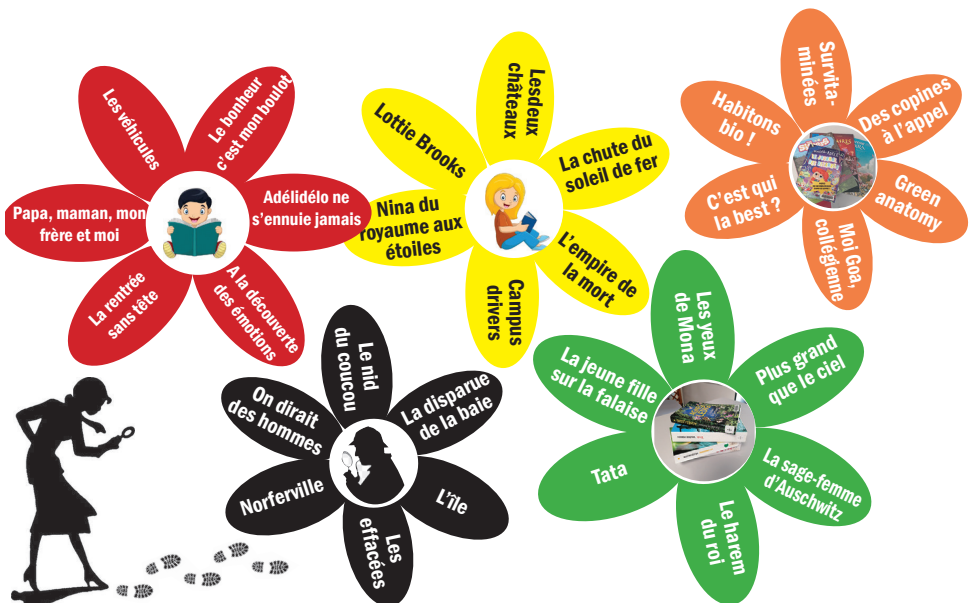 Les véhicules
Le bonheur
c'est mon boulot
Adélidélo ne
s'ennuie jamais
A la découverte
des émotions
La rentrée
sans tête
Papa, maman, mon
frère et moi
Lottie Brooks
Lesdeux
châteaux
La chute du
soleil de fer
L'empire de
la mort
Campus
drivers
Nina du
royaume aux
étoiles
Habitons
bio !
Survita-
minées
Des copines
à l'appel
Green
anatomy
Moi Goa,
collégienne
C'est qui
la best ?
On dirait
des hommes
Le nid
du coucou
La disparue
de la baie
L'île
Les
effacées
Norferville
La jeune fille
sur la falaise
Les yeux
de Mona
Plus grand
que le ciel
La sage-femme
d'Auschwitz
Le harem
du roi
Tata